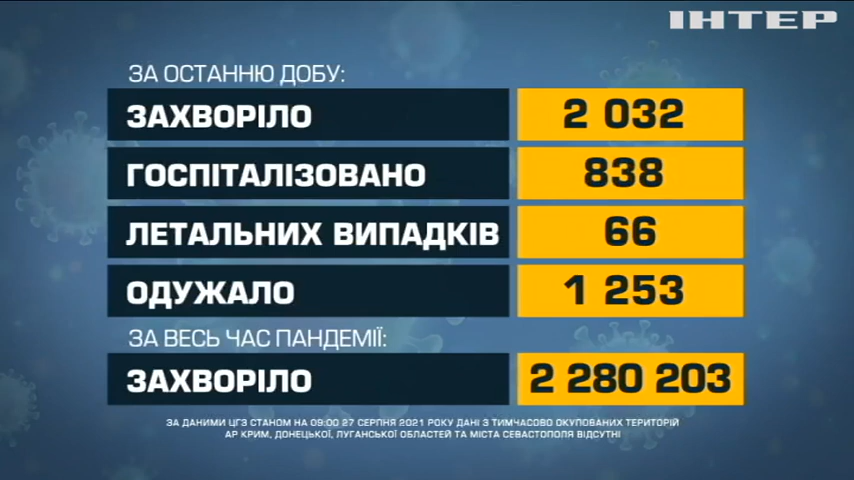 ІНТЕР
ЗА ОСТАННЮ ДОБУ:
ЗАХВОРІЛО 2 032
ГОСПІТАЛІЗОВАНО 838
ЛЕТАЛЬНИХ ВИПАДКІВ 66
ОДУЖАЛО 1 253
ЗА ВЕСЬ ЧАС ПАНДЕМІЇ:
ЗАХВОРІЛО 2 280 203
ЗА ДАНИМИ ЦГЗ СТАНОМ НА 09:00 27 СЕРПНЯ 2021 РОКУ ДАНІ З ТИМЧАСОВО ОКУПОВАНИХ ТЕРИТОРІЙ
АР КРИМ, ДОНЕЦЬКОЇ, ЛУГАНСЬКОЇ ОБЛАСТЕЙ ТА МІСТА СЕВАСТОПОЛЯ ВІДСУТНІ